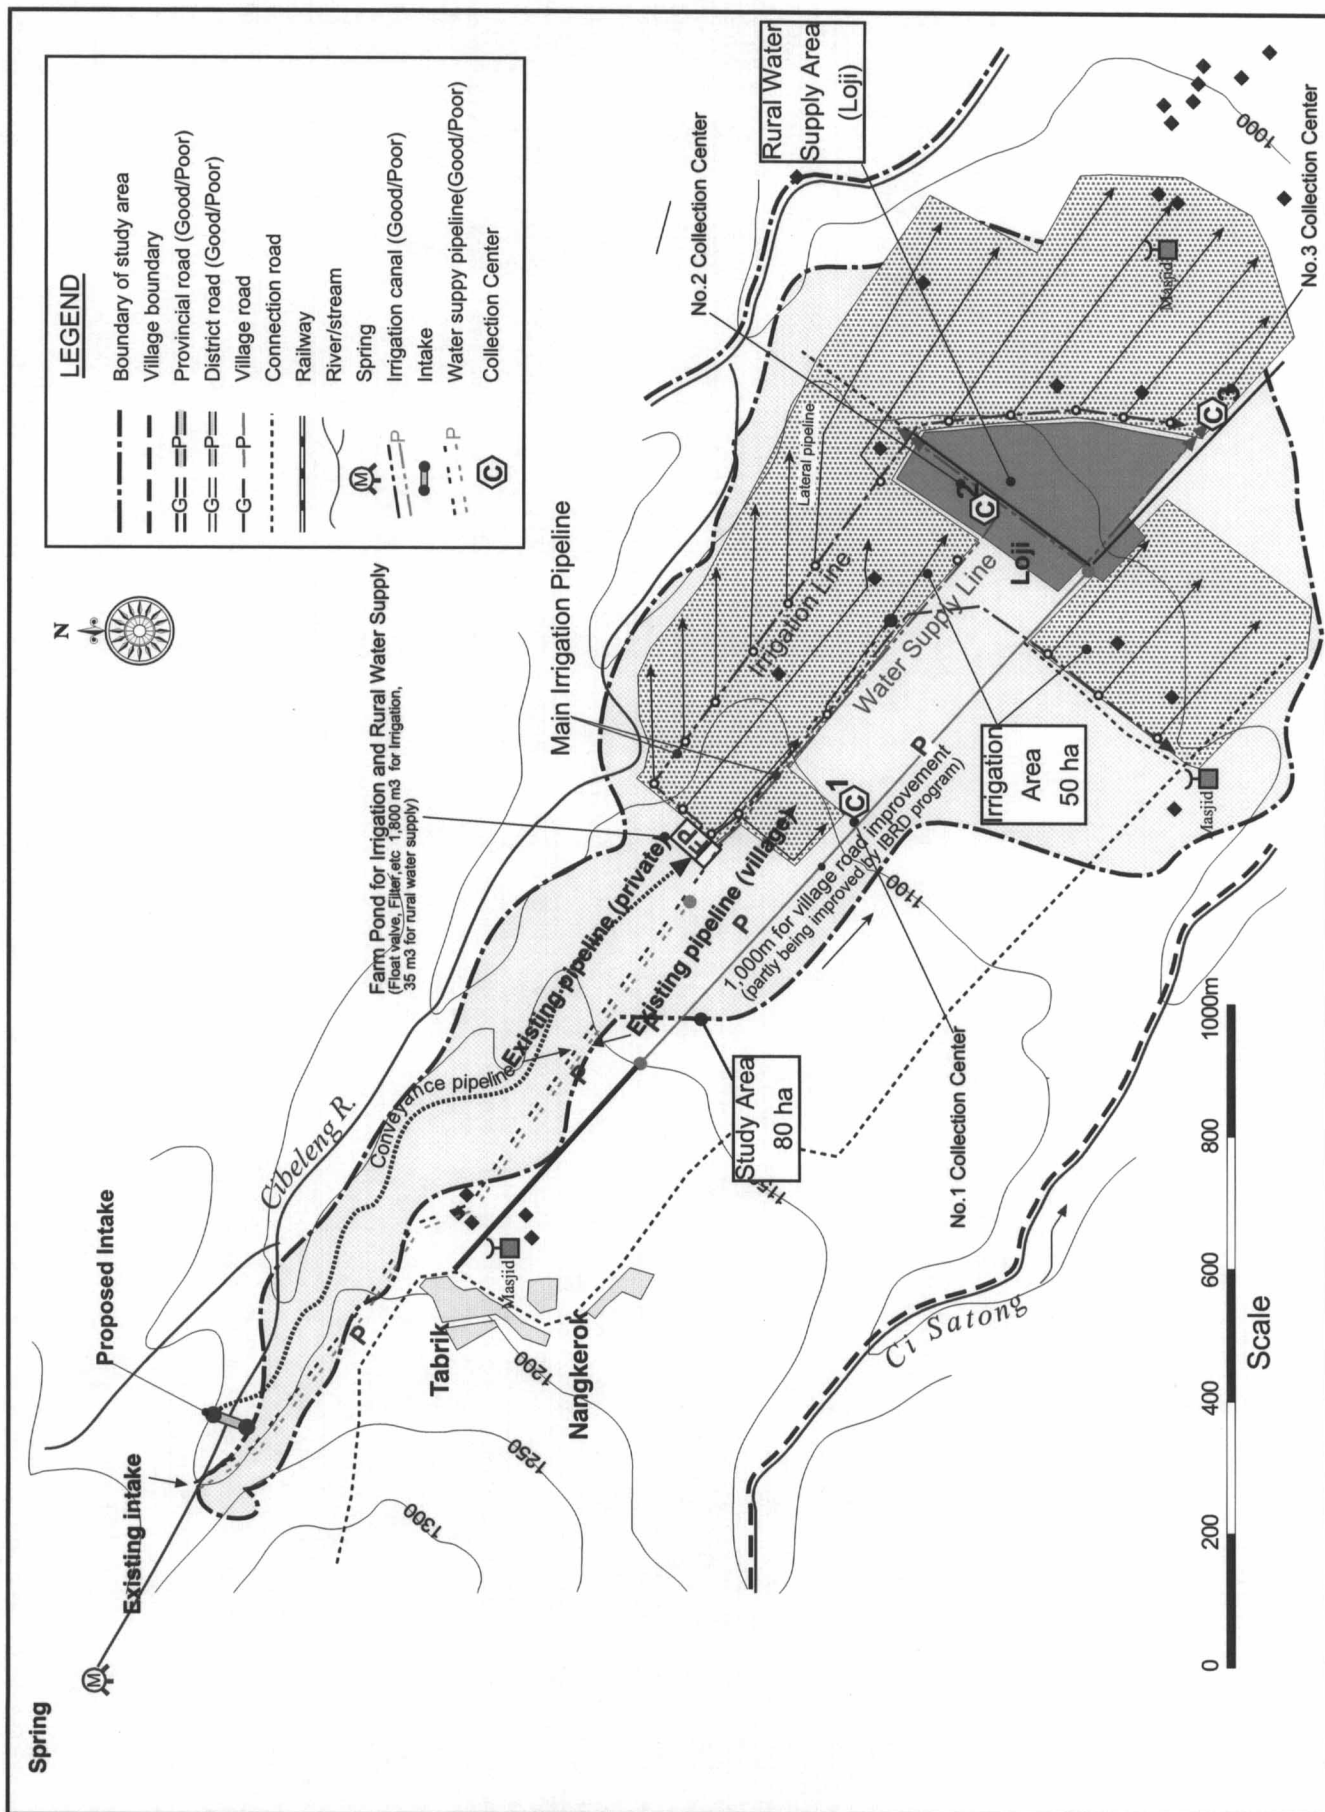 LEGEND
Boundary of study area
Village boundary
=G= =P= Provincial road (Good/Poor)
=G= =P= District road (Good/Poor)
–G– –P– Village road
Connection road
Railway
River/stream
M Spring
P Irrigation canal (Good/Poor)
Intake
P Water suppy pipeline(Good/Poor)
C Collection Center
N
Spring
M
Existing intake
Proposed Intake
Cibeleng R.
Farm Pond for Irrigation and Rural Water Supply
(Float valve, Filter,etc 1,800 m3 for Irrigation,
35 m3 for rural water supply)
Main Irrigation Pipeline
No.2 Collection Center
Rural Water
Supply Area
(Loji)
1000
Conveyance pipeline
Existing pipeline (private)
F.P.
Existing pipeline (village)
P
P
Irrigation Line
Lateral pipeline
Water Supply Line
Loji
C 2
Masjid
C 3
No.3 Collection Center
Tabrik
Masjid
Nangkerok
1200
1250
1300
1150
1100
P
P
C 1
1,000m for village road improvement
(partly being improved by IBRD program)
Study Area
80 ha
Irrigation
Area
50 ha
Masjid
No.1 Collection Center
Ci Satong
0 200 400 600 800 1000m
Scale